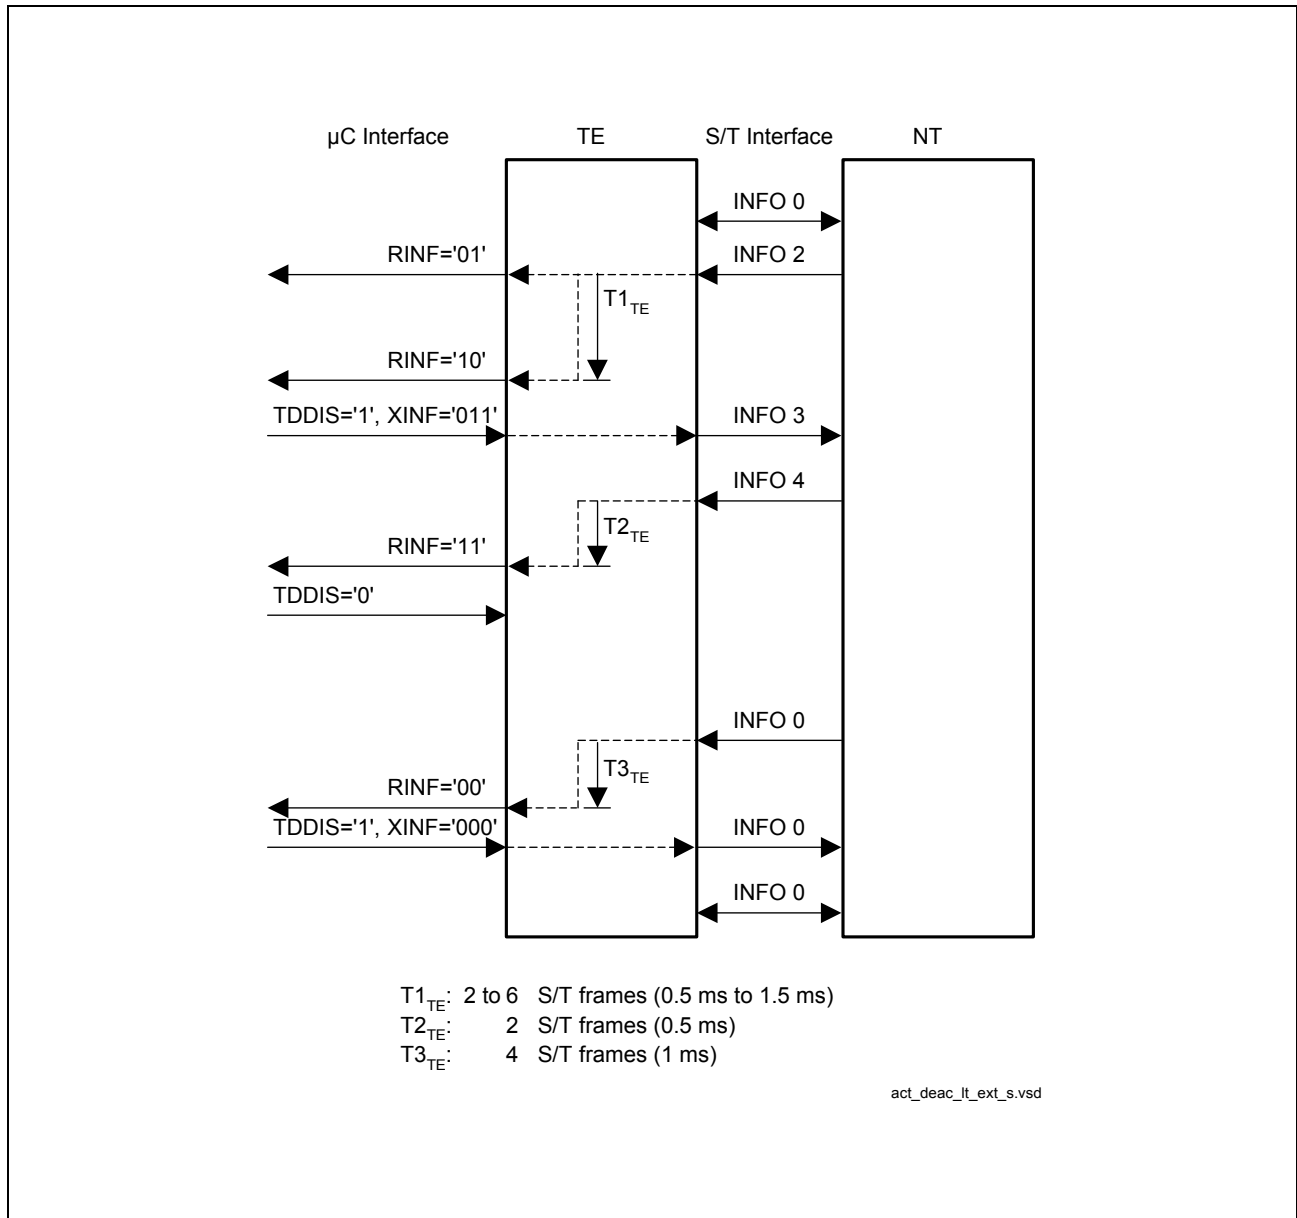 µC Interface TE S/T Interface NT
INFO 0
RINF='01' INFO 2
T1TE
RINF='10'
TDDIS='1', XINF='011' INFO 3
INFO 4
T2TE
RINF='11'
TDDIS='0'
INFO 0
T3TE
RINF='00'
TDDIS='1', XINF='000' INFO 0
INFO 0
T1TE: 2 to 6 S/T frames (0.5 ms to 1.5 ms)
T2TE: 2 S/T frames (0.5 ms)
T3TE: 4 S/T frames (1 ms)
act_deac_lt_ext_s.vsd